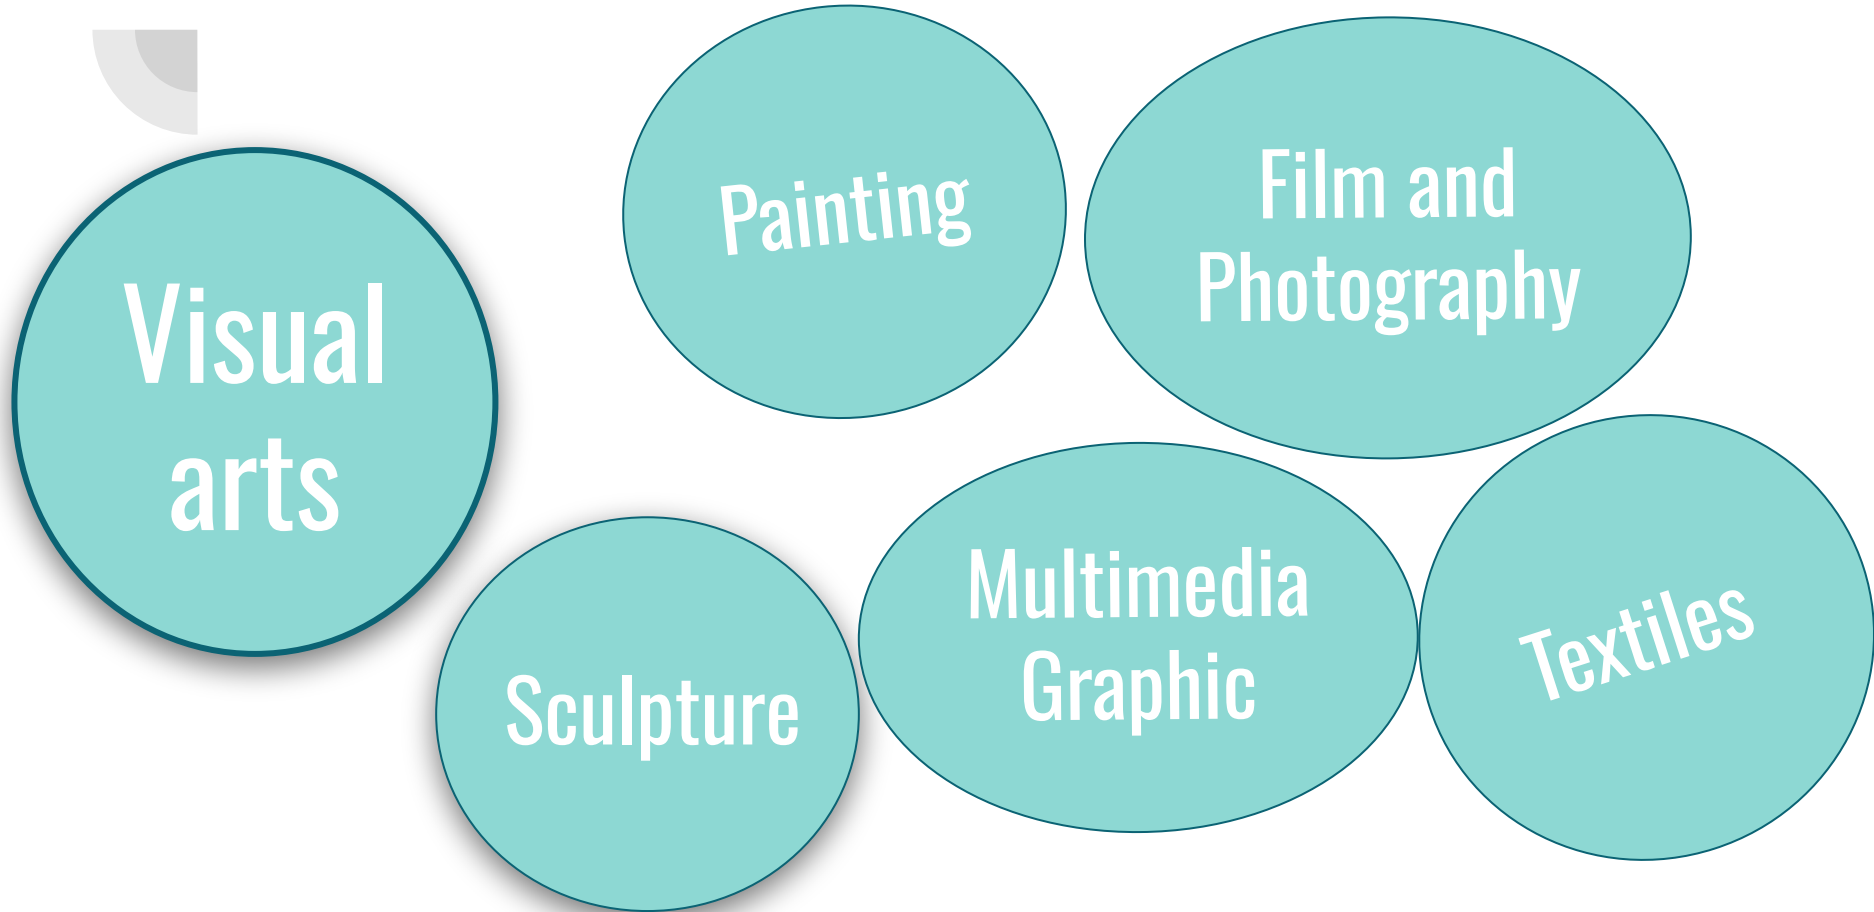 Visual
arts
Painting
Film and
Photography
Sculpture
Multimedia
Graphic
Textiles